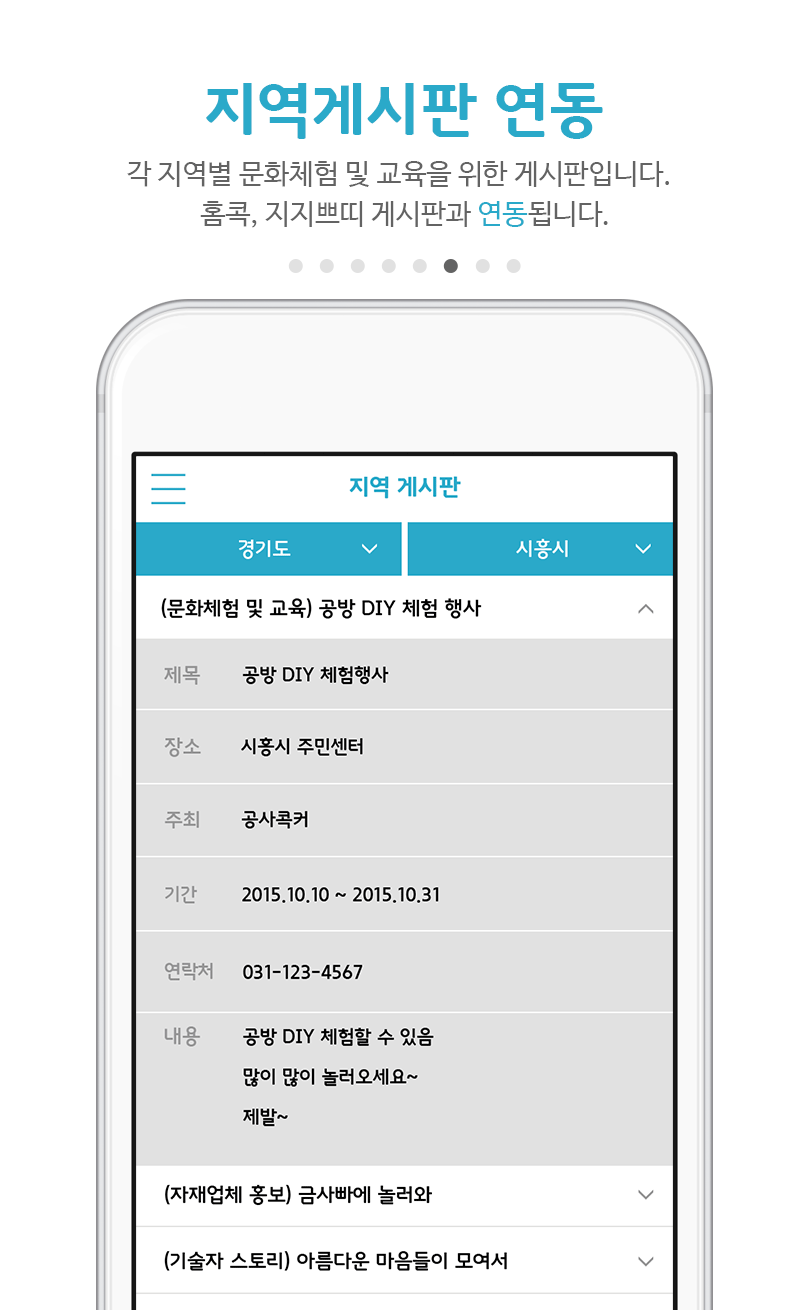 지역게시판 연동
각 지역별 문화체험 및 교육을 위한 게시판입니다.
홈콕, 지지쁘띠 게시판과 연동됩니다.
지역 게시판
경기도 시흥시
(문화체험 및 교육) 공방 DIY 체험 행사
제목 공방 DIY 체험행사
장소 시흥시 주민센터
주최 공사콕커
기간 2015.10.10 ~ 2015.10.31
연락처 031-123-4567
내용 공방 DIY 체험할 수 있음
많이 많이 놀러오세요~
제발~
(자재업체 홍보) 금사빠에 놀러와
(기술자 스토리) 아름다운 마음들이 모여서